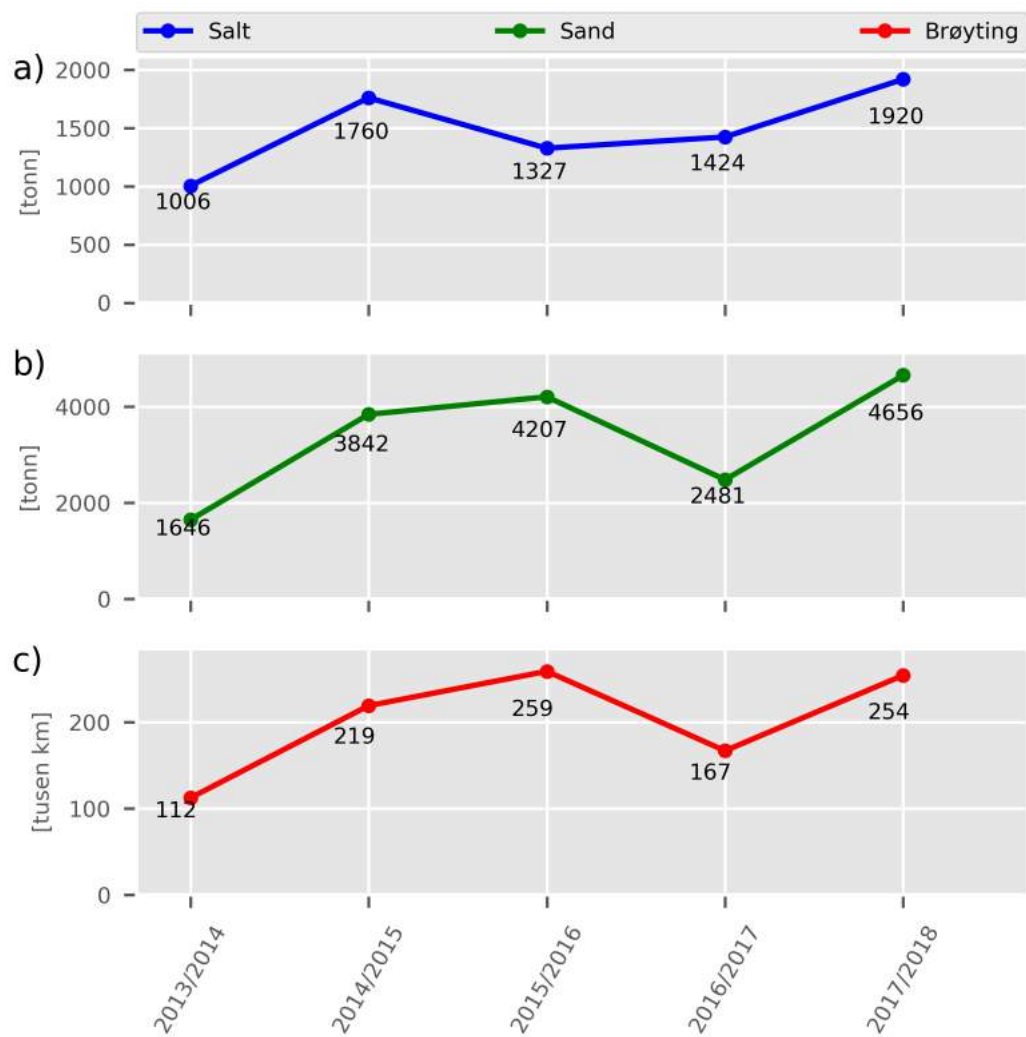 Salt Sand Brøyting
a)
2000
1500
1000
500
0
[tonn]
1006 1760 1327 1424 1920
b)
4000
2000
0
[tonn]
1646 3842 4207 2481 4656
c)
200
100
0
[tusen km]
112 219 259 167 254
2013/2014 2014/2015 2015/2016 2016/2017 2017/2018